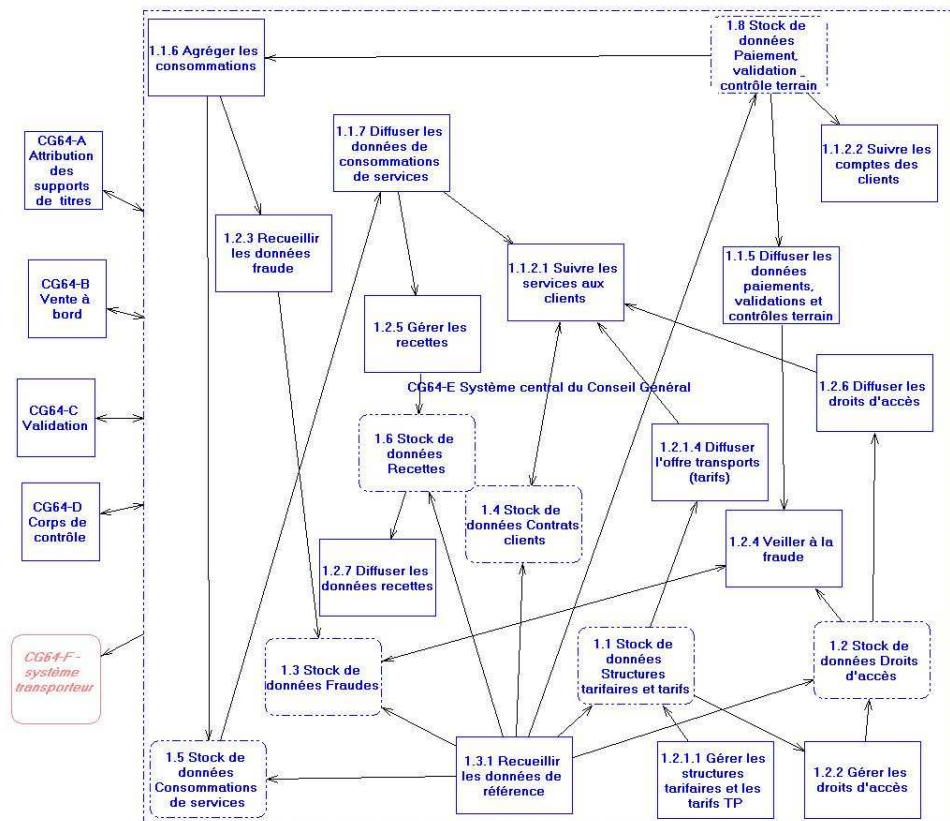 1.1.6 Agréger les
consommations
1.8 Stock de
données
Paiement,
validation
contrôle terrain
CG64-A
Attribution
des
supports
de titres
1.1.7 Diffuser les
données de
consommations
de services
1.1.2.2 Suivre les
comptes des
clients
1.2.3 Recueillir
les données
fraude
CG64-B
Vente à
bord
1.1.2.1 Suivre les
services aux
clients
1.1.5 Diffuser les
données
paiements,
validations et
contrôles terrain
1.2.5 Gérer les
recettes
CG64-E Système central du Conseil Général
1.2.6 Diffuser les
droits d'accès
CG64-C
Validation
1.6 Stock de
données
Recettes
1.2.1.4 Diffuser
l'offre transports
(tarifs)
CG64-D
Corps de
contrôle
1.4 Stock de
données Contrats
clients
1.2.4 Veiller à la
fraude
1.2.7 Diffuser les
données recettes
CG64-F -
système
transporteur
1.3 Stock de
données Fraudes
1.1 Stock de
données
Structures
tarifaires et tarifs
1.2 Stock de
données Droits
d'accès
1.5 Stock de
données
Consommations
de services
1.3.1 Recueillir
les données de
référence
1.2.1.1 Gérer les
structures
tarifaires et les
tarifs TP
1.2.2 Gérer les
droits d'accès